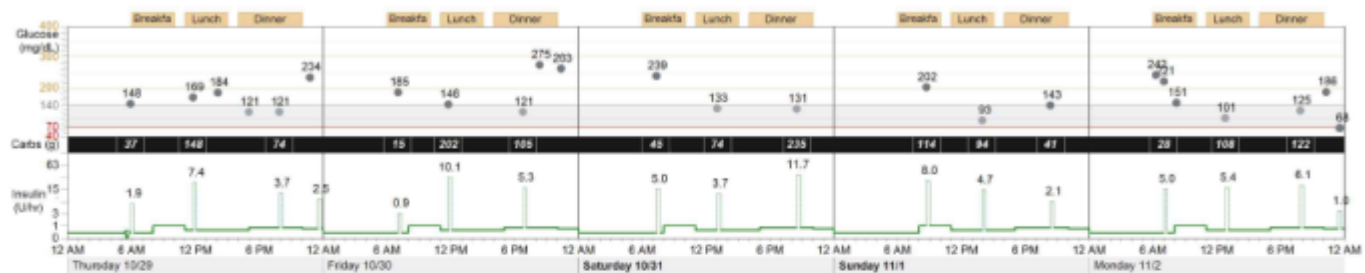 Breakfa Lunch Dinner Breakfa Lunch Dinner Breakfa Lunch Dinner Breakfa Lunch Dinner Breakfa Lunch Dinner
400
Glucose
(mg/dL)
300
200
140
70
40
148 169 184 121 121 234 185 146 121 275 263 239 133 131 202 93 143 242 221 151 101 125 186 68
Carbs (g) 37 148 74 15 202 105 45 74 235 114 94 41 28 108 122
63
Insulin
(U/hr)
15
3
1
0
1.9 7.4 3.7 2.5 0.9 10.1 5.3 5.0 3.7 11.7 8.0 4.7 2.1 5.0 5.4 6.1 1.0
12 AM 6 AM 12 PM 6 PM 12 AM 6 AM 12 PM 6 PM 12 AM 6 AM 12 PM 6 PM 12 AM 6 AM 12 PM 6 PM 12 AM 6 AM 12 PM 6 PM 12 AM
Thursday 10/29 Friday 10/30 Saturday 10/31 Sunday 11/1 Monday 11/2